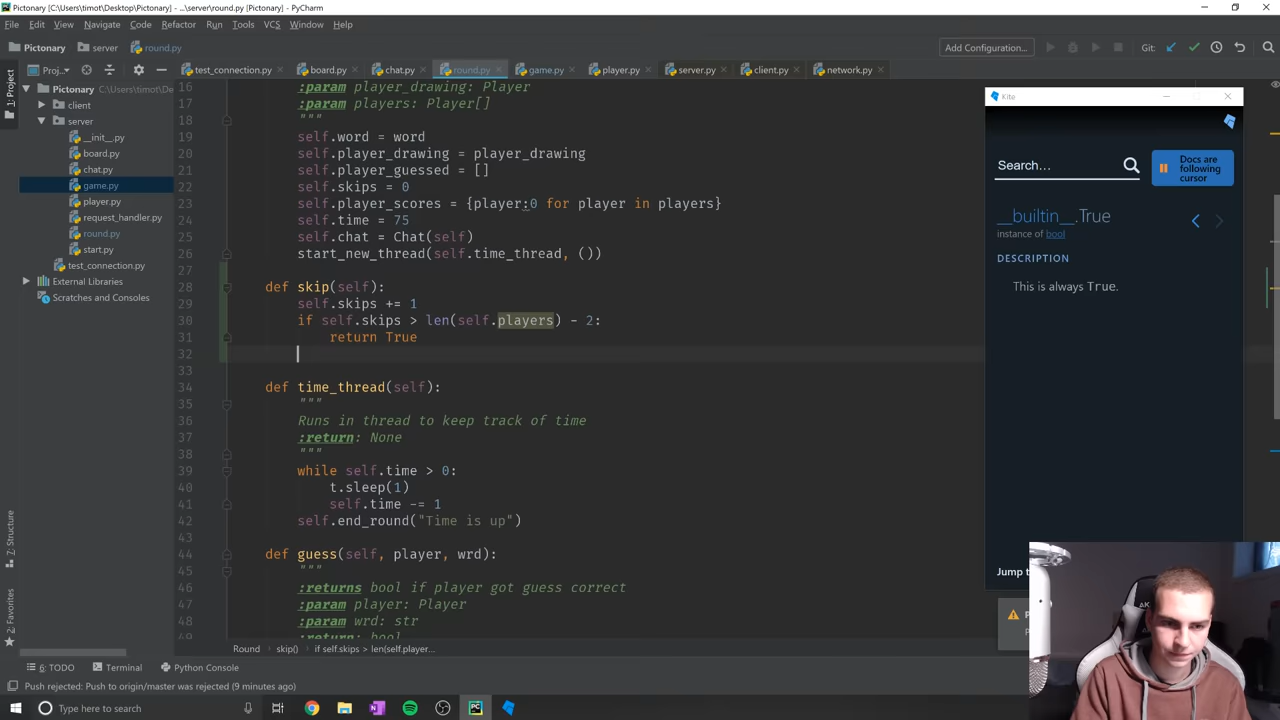 Pictonary [C:\Users\timot\Desktop\Pictonary] - ...\server\round.py [Pictonary] - PyCharm
File Edit View Navigate Code Refactor Run Tools VCS Window Help
Pictonary server round.py Add Configuration... Git:
Proj... test_connection.py board.py chat.py round.py game.py player.py server.py client.py network.py
1: Project
Pictonary
client
server
__init__.py
board.py
chat.py
game.py
player.py
request_handler.py
round.py
start.py
test_connection.py
External Libraries
Scratches and Consoles
7: Structure
2: Favorites
16 :param player_drawing: Player
17 :param players: Player[]
18 """
19 self.word = word
20 self.player_drawing = player_drawing
21 self.player_guessed = []
22 self.skips = 0
23 self.player_scores = {player:0 for player in players}
24 self.time = 75
25 self.chat = Chat(self)
26 start_new_thread(self.time_thread, ())
27
28 def skip(self):
29 self.skips += 1
30 if self.skips > len(self.players) - 2:
31 return True
32
33
34 def time_thread(self):
35 """
36 Runs in thread to keep track of time
37 :return: None
38 """
39 while self.time > 0:
40 t.sleep(1)
41 self.time -= 1
42 self.end_round("Time is up")
43
44 def guess(self, player, wrd):
45 """
46 :returns bool if player got guess correct
47 :param player: Player
48 :param wrd: str
49 :return: bool
Kite
Search...
Docs are
following
cursor
__builtin__.True
instance of bool
DESCRIPTION
This is always True.
Jump t
Round skip() if self.skips > len(self.player...
6: TODO Terminal Python Console
Push rejected: Push to origin/master was rejected (9 minutes ago)
Type here to search